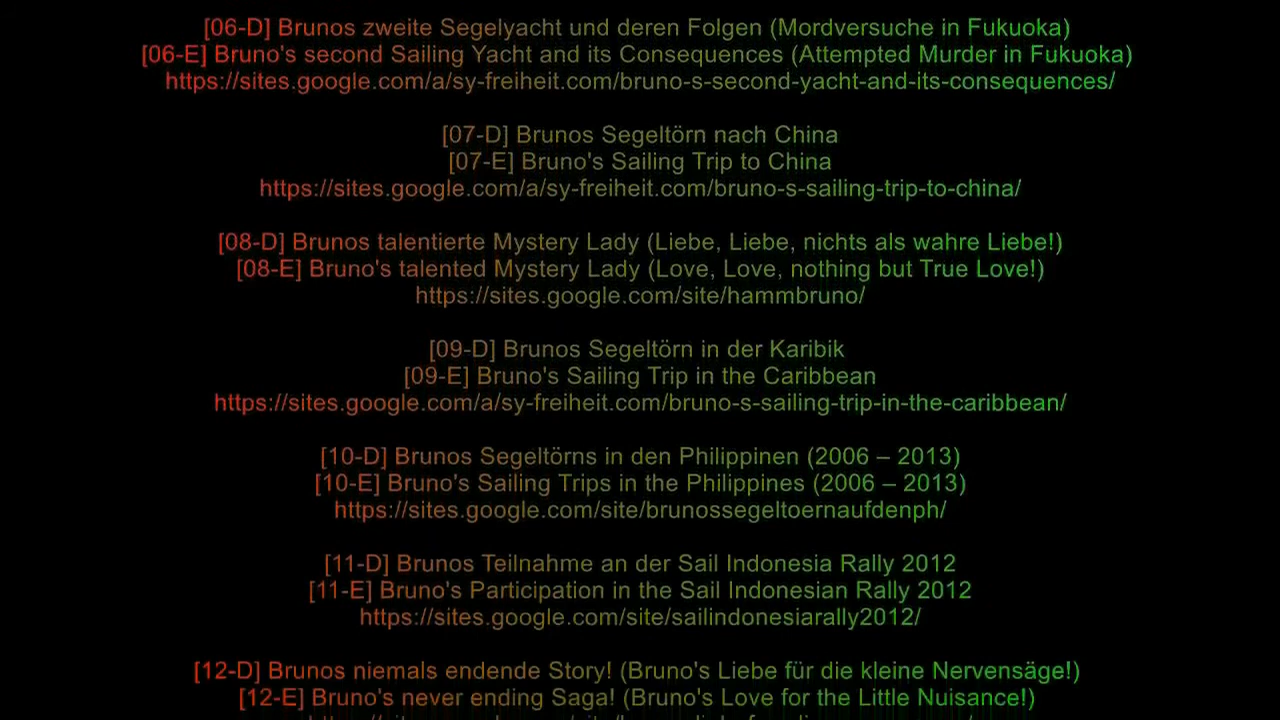 [06-D] Brunos zweite Segelyacht und deren Folgen (Mordversuche in Fukuoka)
[06-E] Bruno's second Sailing Yacht and its Consequences (Attempted Murder in Fukuoka)
https://sites.google.com/a/sy-freiheit.com/bruno-s-second-yacht-and-its-consequences/
[07-D] Brunos Segeltörn nach China
[07-E] Bruno's Sailing Trip to China
https://sites.google.com/a/sy-freiheit.com/bruno-s-sailing-trip-to-china/
[08-D] Brunos talentierte Mystery Lady (Liebe, Liebe, nichts als wahre Liebe!)
[08-E] Bruno's talented Mystery Lady (Love, Love, nothing but True Love!)
https://sites.google.com/site/hammbruno/
[09-D] Brunos Segeltörn in der Karibik
[09-E] Bruno's Sailing Trip in the Caribbean
https://sites.google.com/a/sy-freiheit.com/bruno-s-sailing-trip-in-the-caribbean/
[10-D] Brunos Segeltörns in den Philippinen (2006 – 2013)
[10-E] Bruno's Sailing Trips in the Philippines (2006 – 2013)
https://sites.google.com/site/brunossegeltoernaufdenph/
[11-D] Brunos Teilnahme an der Sail Indonesia Rally 2012
[11-E] Bruno's Participation in the Sail Indonesian Rally 2012
https://sites.google.com/site/sailindonesiarally2012/
[12-D] Brunos niemals endende Story! (Bruno's Liebe für die kleine Nervensäge!)
[12-E] Bruno's never ending Saga! (Bruno's Love for the Little Nuisance!)